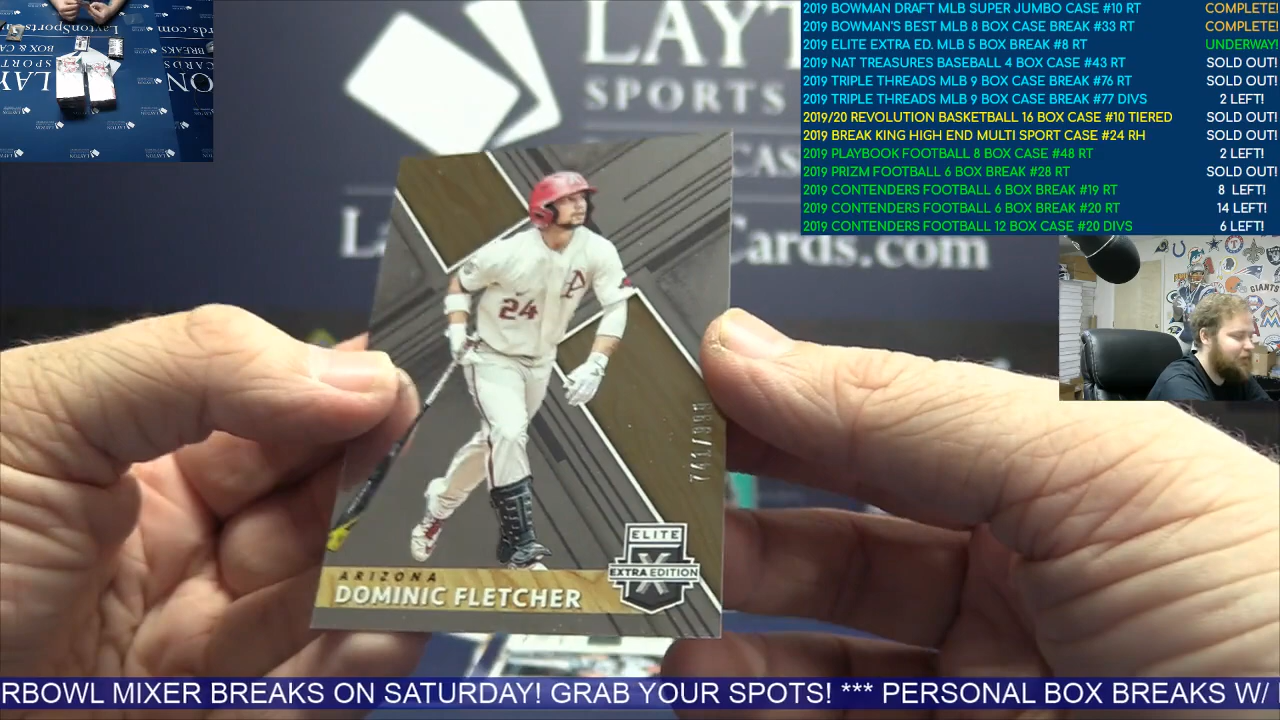 2019 BOWMAN DRAFT MLB SUPER JUMBO CASE #10 RT COMPLETE!
2019 BOWMAN'S BEST MLB 8 BOX CASE BREAK #33 RT COMPLETE!
2019 ELITE EXTRA ED. MLB 5 BOX BREAK #8 RT UNDERWAY!
2019 NAT TREASURES BASEBALL 4 BOX CASE #43 RT SOLD OUT!
2019 TRIPLE THREADS MLB 9 BOX CASE BREAK #76 RT SOLD OUT!
2019 TRIPLE THREADS MLB 9 BOX CASE BREAK #77 DIVS 2 LEFT!
2019/20 REVOLUTION BASKETBALL 16 BOX CASE #10 TIERED SOLD OUT!
2019 BREAK KING HIGH END MULTI SPORT CASE #24 RH SOLD OUT!
2019 PLAYBOOK FOOTBALL 8 BOX CASE #48 RT 2 LEFT!
2019 PRIZM FOOTBALL 6 BOX BREAK #28 RT SOLD OUT!
2019 CONTENDERS FOOTBALL 6 BOX BREAK #19 RT 8 LEFT!
2019 CONTENDERS FOOTBALL 6 BOX BREAK #20 RT 14 LEFT!
2019 CONTENDERS FOOTBALL 12 BOX CASE #20 DIVS 6 LEFT!
LAYT
SPORTS
Cards.com
GIANTS
24
741/999
ELITE
X
EXTRA EDITION
ARIZONA
DOMINIC FLETCHER
RBOWL MIXER BREAKS ON SATURDAY! GRAB YOUR SPOTS! *** PERSONAL BOX BREAKS W/